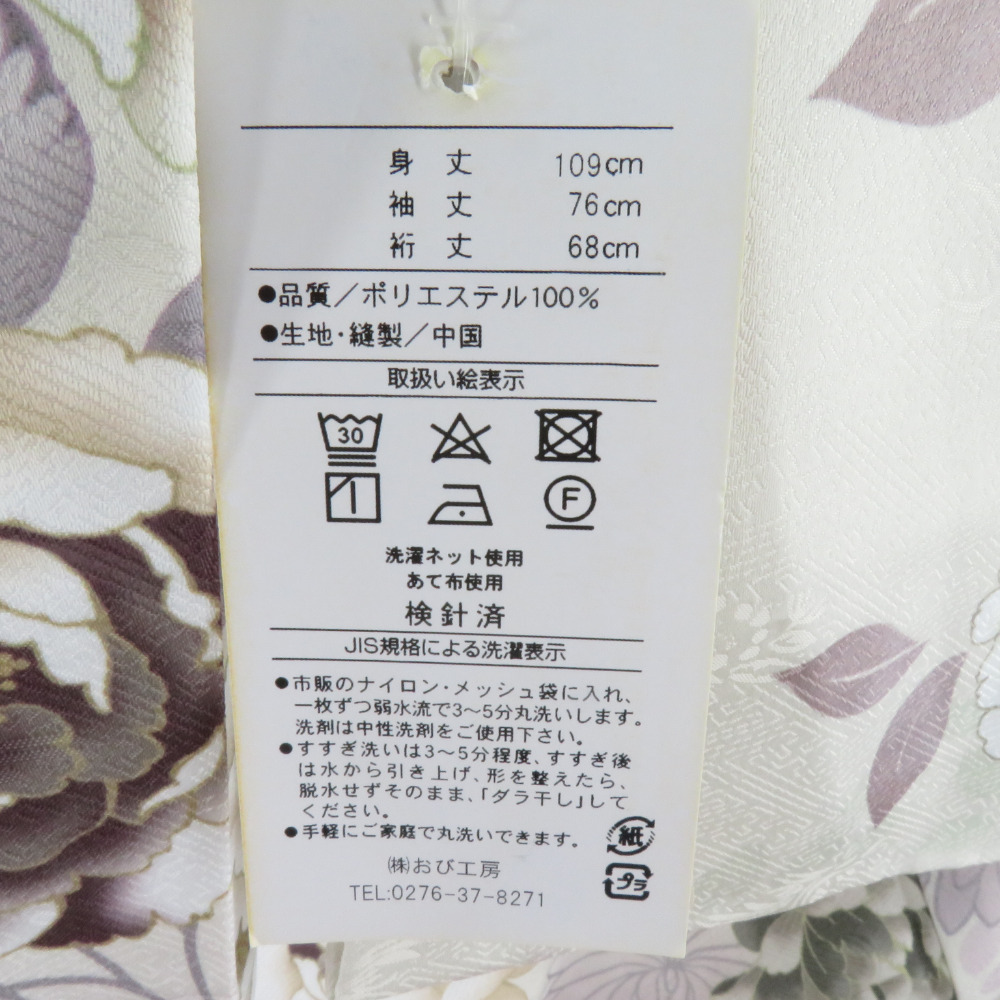 身丈 109cm
袖丈 76cm
裄丈 68cm
●品質／ポリエステル100％
●生地・縫製／中国
取扱い絵表示
30
F
洗濯ネット使用
あて布使用
検針済
JIS規格による洗濯表示
●市販のナイロン・メッシュ袋に入れ、
一枚ずつ弱水流で3〜5分丸洗いします。
洗剤は中性洗剤をご使用下さい。
●すすぎ洗いは3〜5分程度、すすぎ後
は水から引き上げ、形を整えたら、
脱水せずそのまま、「ダラ干し」して
ください。
●手軽にご家庭で丸洗いできます。
紙
プラ
㈱おび工房
TEL:0276-37-8271